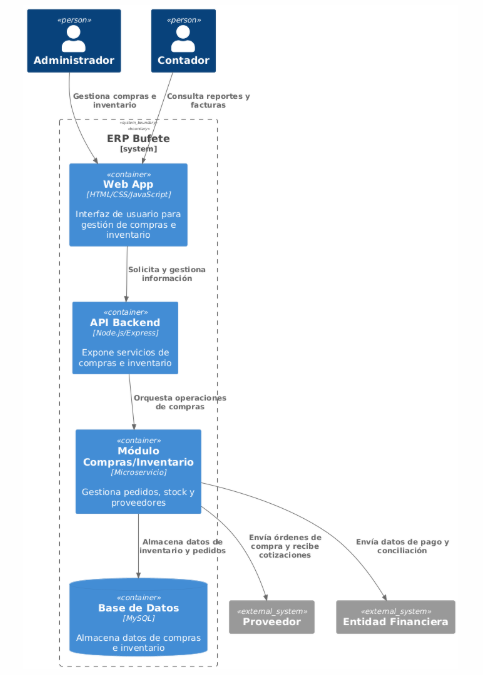 «person»
Administrador
«person»
Contador
Gestiona compras e
inventario
Consulta reportes y
facturas
ERP Bufete
[system]
«container»
Web App
[HTML/CSS/JavaScript]
Interfaz de usuario para
gestión de compras e
inventario
Solicita y gestiona
información
«container»
API Backend
[Node.js/Express]
Expone servicios de
compras e inventario
Orquesta operaciones
de compras
«container»
Módulo
Compras/Inventario
[Microservicio]
Gestiona pedidos, stock y
proveedores
Almacena datos de
inventario y pedidos
Envía órdenes de
compra y recibe
cotizaciones
Envía datos de pago y
conciliación
«container»
Base de Datos
[MySQL]
Almacena datos de compras
e inventario
«external_system»
Proveedor
«external_system»
Entidad Financiera